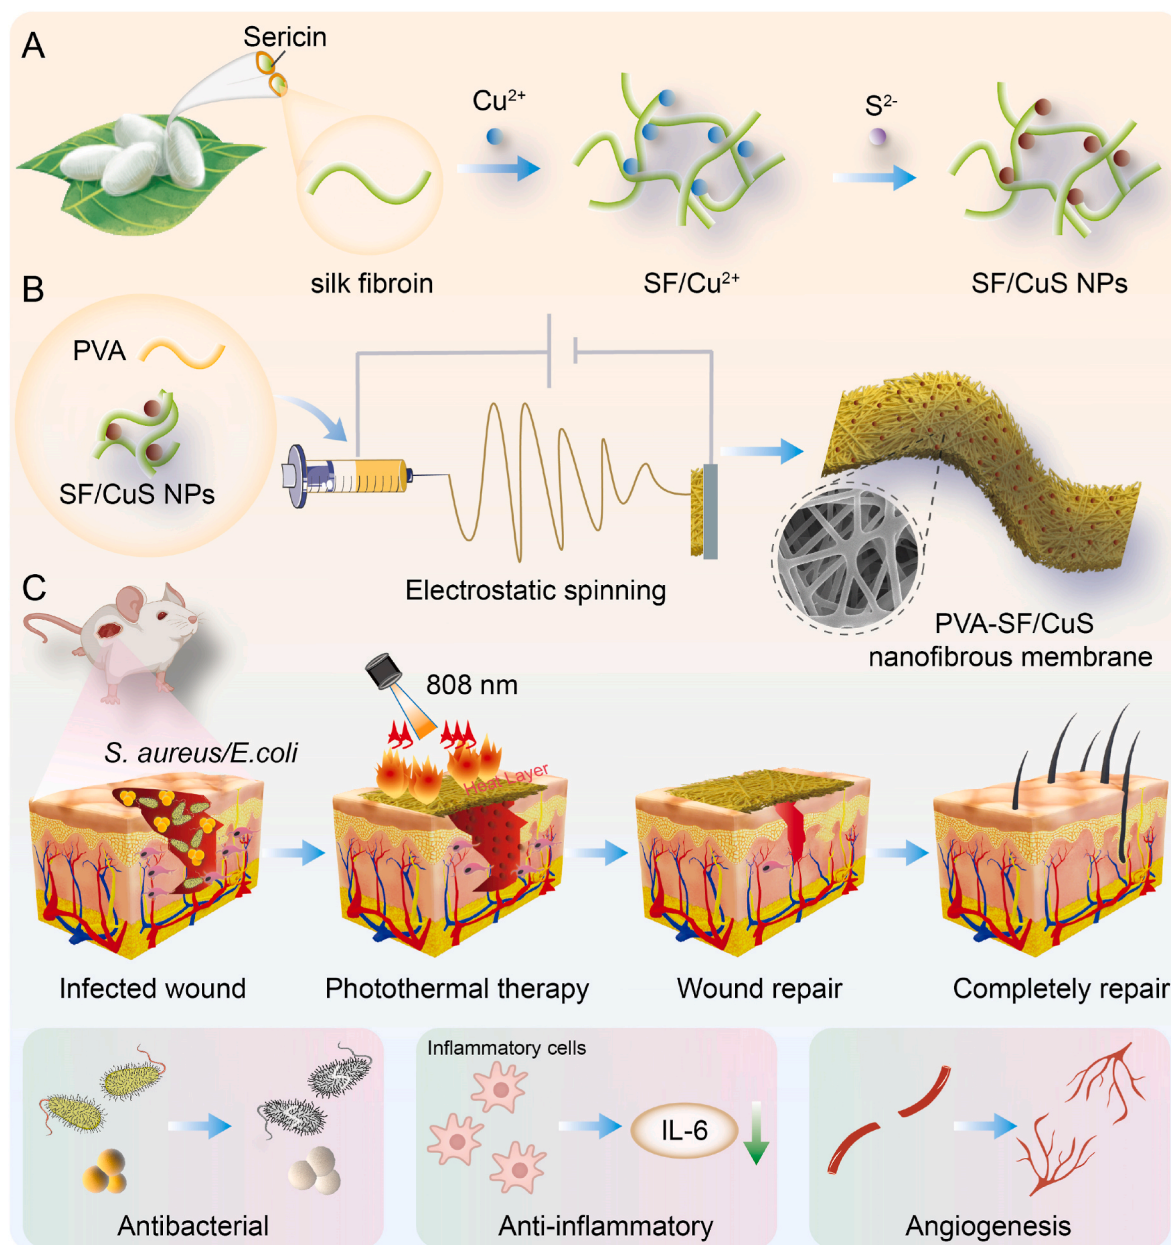 A
Sericin
Cu²⁺
S²⁻
silk fibroin
SF/Cu²⁺
SF/CuS NPs
B
PVA
SF/CuS NPs
Electrostatic spinning
PVA-SF/CuS
nanofibrous membrane
C
808 nm
S. aureus/E.coli
Heat Layer
Infected wound
Photothermal therapy
Wound repair
Completely repair
Inflammatory cells
IL-6
Antibacterial
Anti-inflammatory
Angiogenesis